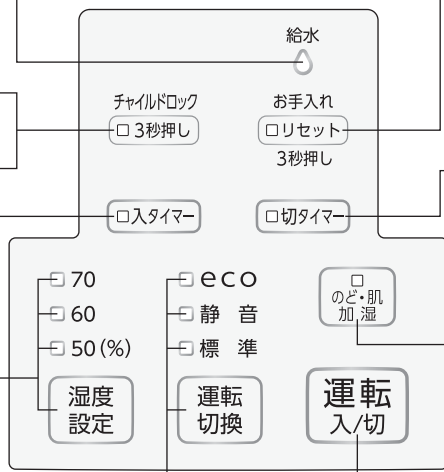 給水
チャイルドロック
お手入れ
3秒押し
リセット
3秒押し
入タイマー
切タイマー
70
eco
のど・肌
加湿
60
静音
50(%)
標準
湿度
設定
運転
切換
運転
入/切